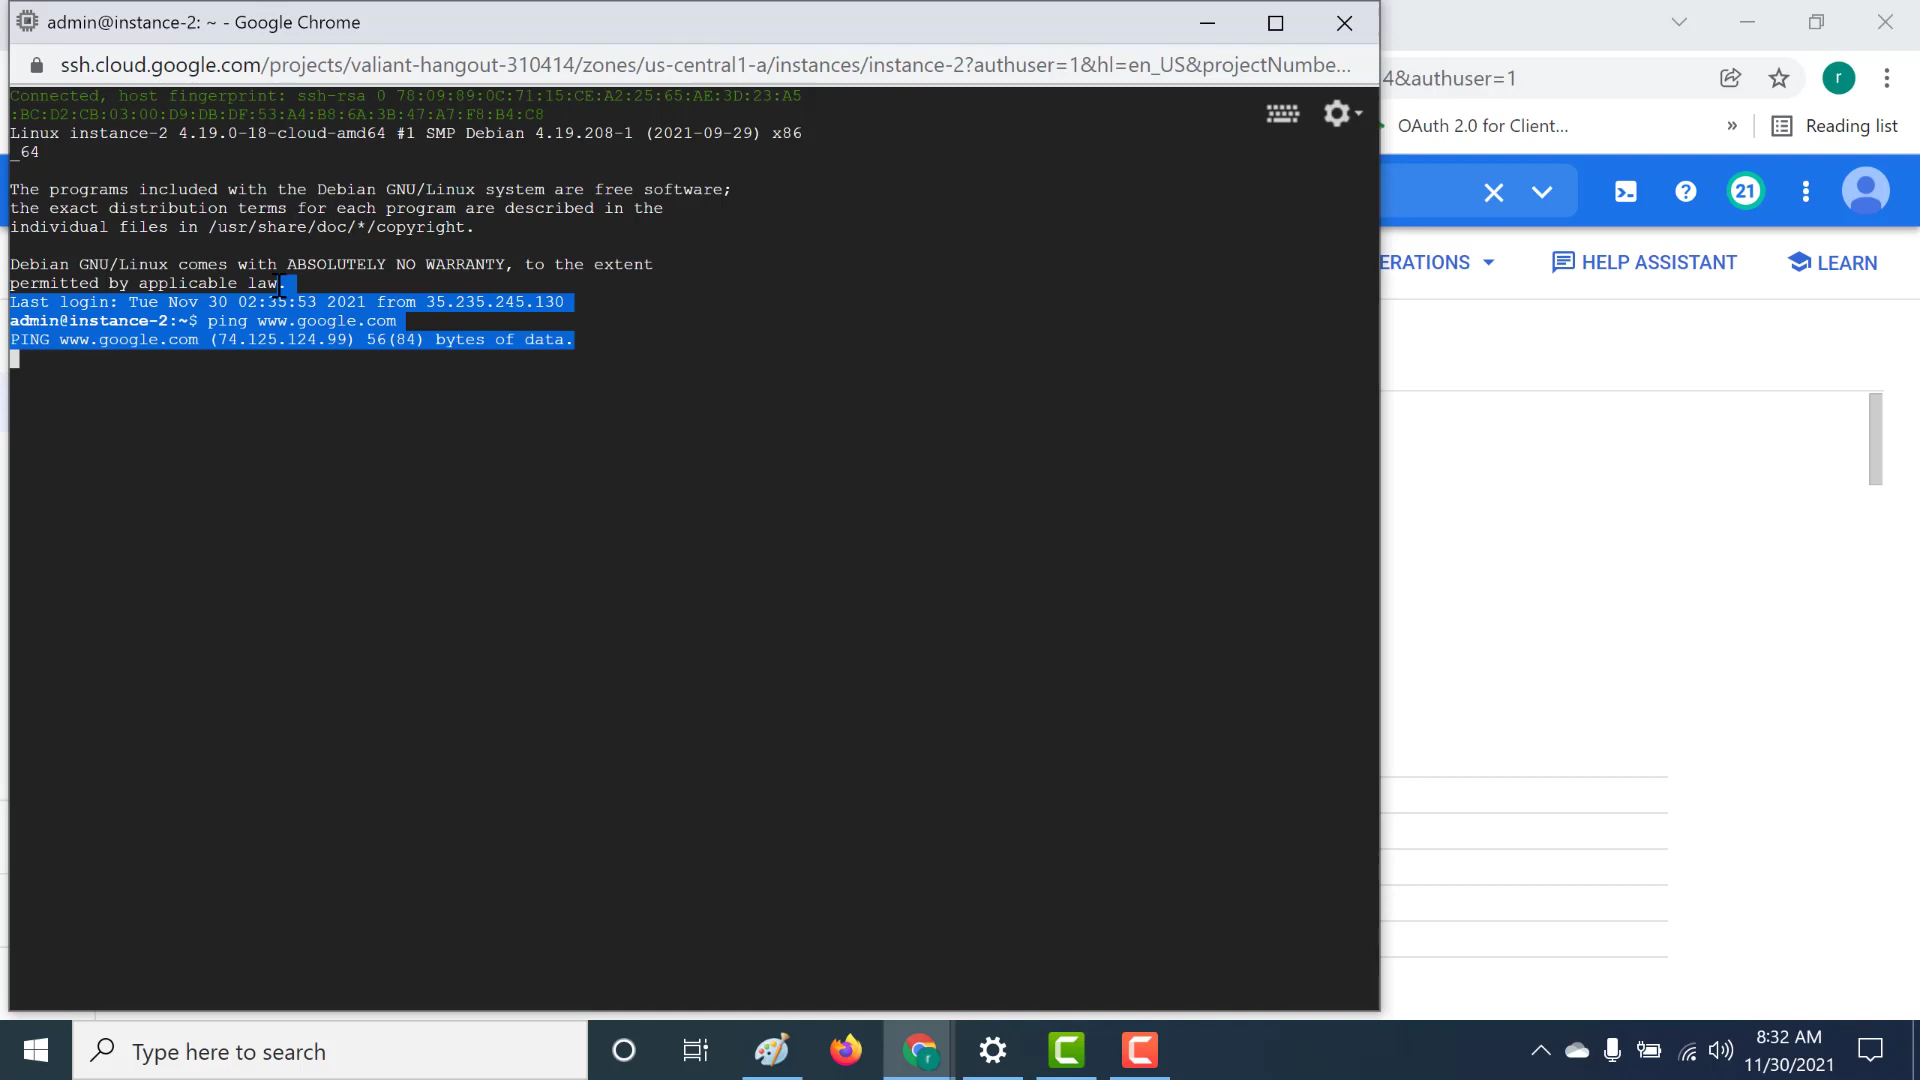 admin@instance-2: ~ - Google Chrome
ssh.cloud.google.com/projects/valiant-hangout-310414/zones/us-central1-a/instances/instance-2?authuser=1&hl=en_US&projectNumbe...
4&authuser=1
r
OAuth 2.0 for Client...
»
Reading list
21
ERATIONS
HELP ASSISTANT
LEARN
Connected, host fingerprint: ssh-rsa 0 78:09:89:0C:71:15:CE:A2:25:65:AE:3D:23:A5
:BC:D2:CB:03:00:D9:DB:DF:53:A4:B8:6A:3B:47:A7:F8:B4:C8
Linux instance-2 4.19.0-18-cloud-amd64 #1 SMP Debian 4.19.208-1 (2021-09-29) x86
_64
The programs included with the Debian GNU/Linux system are free software;
the exact distribution terms for each program are described in the
individual files in /usr/share/doc/*/copyright.
Debian GNU/Linux comes with ABSOLUTELY NO WARRANTY, to the extent
permitted by applicable law.
Last login: Tue Nov 30 02:35:53 2021 from 35.235.245.130
admin@instance-2:~$ ping www.google.com
PING www.google.com (74.125.124.99) 56(84) bytes of data.
Type here to search
8:32 AM
11/30/2021